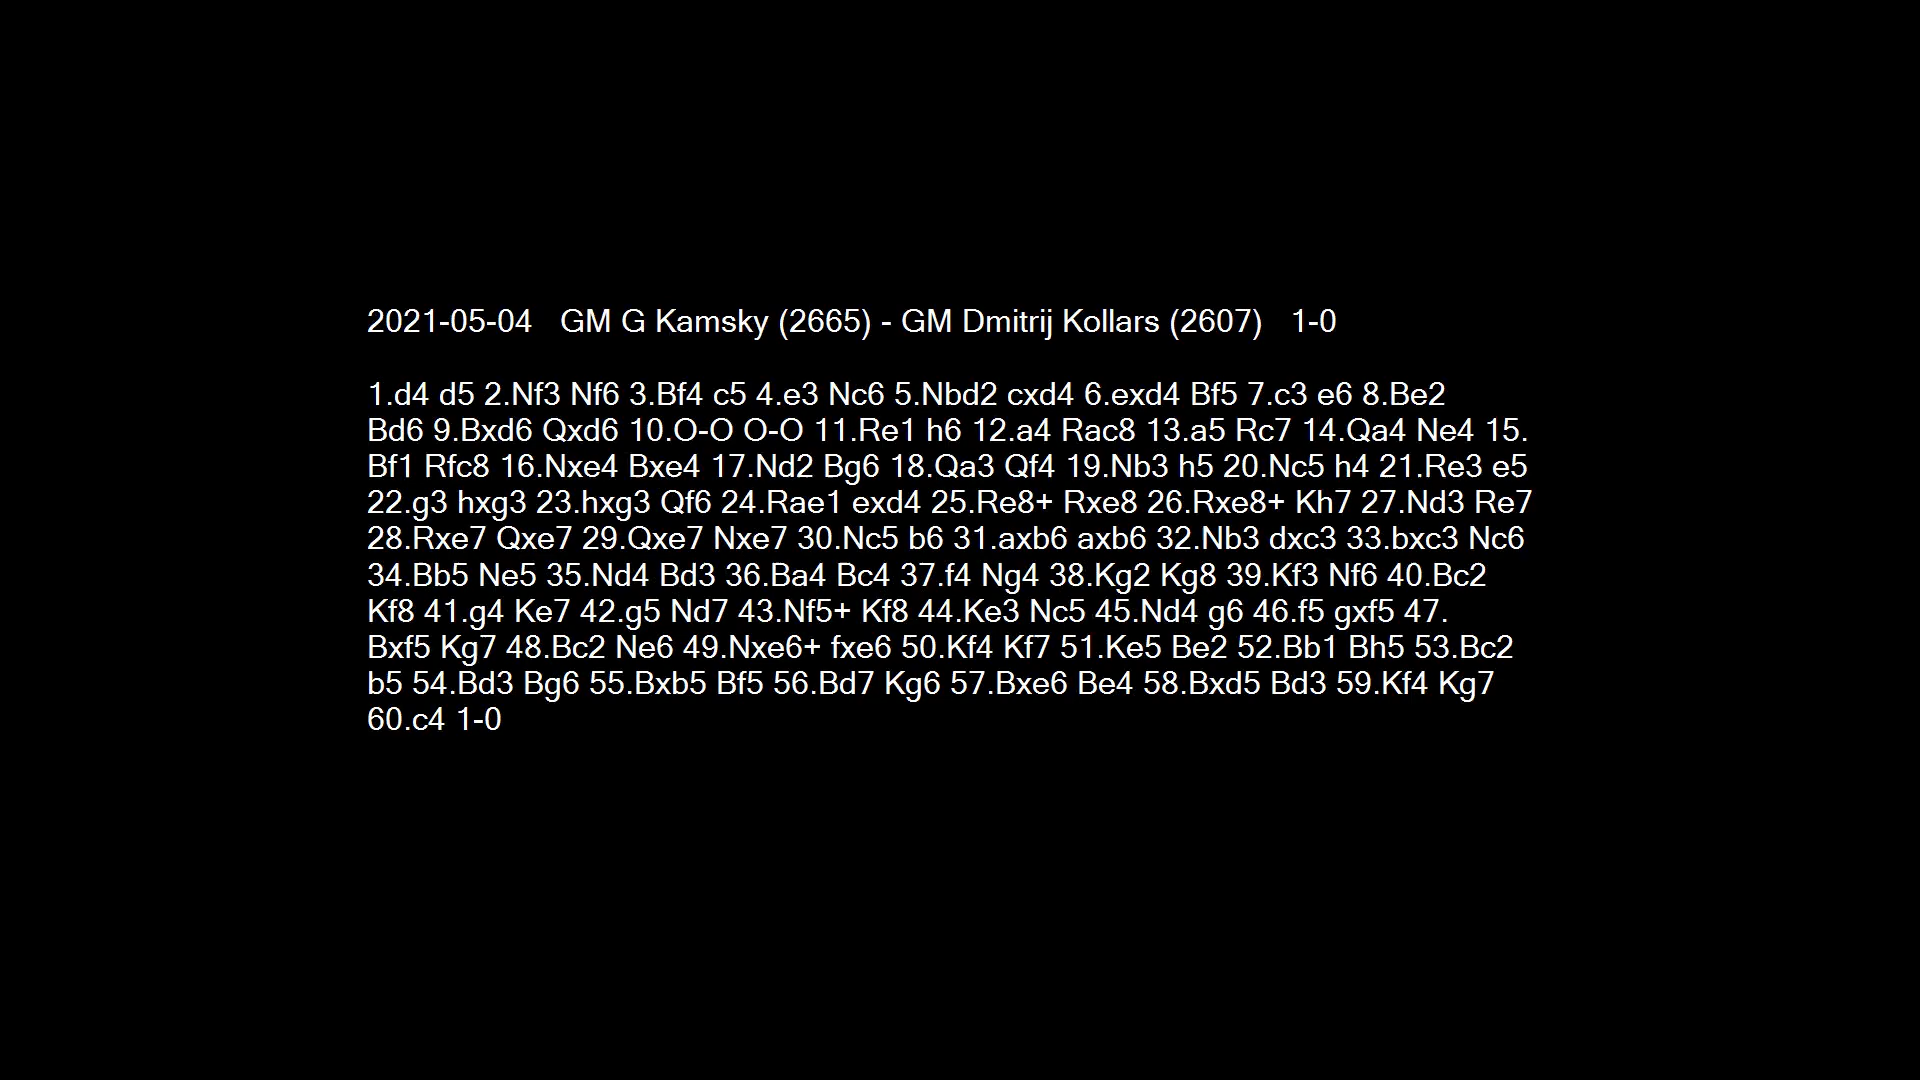 2021-05-04   GM G Kamsky (2665) - GM Dmitrij Kollars (2607)   1-0
1.d4 d5 2.Nf3 Nf6 3.Bf4 c5 4.e3 Nc6 5.Nbd2 cxd4 6.exd4 Bf5 7.c3 e6 8.Be2
Bd6 9.Bxd6 Qxd6 10.O-O O-O 11.Re1 h6 12.a4 Rac8 13.a5 Rc7 14.Qa4 Ne4 15.
Bf1 Rfc8 16.Nxe4 Bxe4 17.Nd2 Bg6 18.Qa3 Qf4 19.Nb3 h5 20.Nc5 h4 21.Re3 e5
22.g3 hxg3 23.hxg3 Qf6 24.Rae1 exd4 25.Re8+ Rxe8 26.Rxe8+ Kh7 27.Nd3 Re7
28.Rxe7 Qxe7 29.Qxe7 Nxe7 30.Nc5 b6 31.axb6 axb6 32.Nb3 dxc3 33.bxc3 Nc6
34.Bb5 Ne5 35.Nd4 Bd3 36.Ba4 Bc4 37.f4 Ng4 38.Kg2 Kg8 39.Kf3 Nf6 40.Bc2
Kf8 41.g4 Ke7 42.g5 Nd7 43.Nf5+ Kf8 44.Ke3 Nc5 45.Nd4 g6 46.f5 gxf5 47.
Bxf5 Kg7 48.Bc2 Ne6 49.Nxe6+ fxe6 50.Kf4 Kf7 51.Ke5 Be2 52.Bb1 Bh5 53.Bc2
b5 54.Bd3 Bg6 55.Bxb5 Bf5 56.Bd7 Kg6 57.Bxe6 Be4 58.Bxd5 Bd3 59.Kf4 Kg7
60.c4 1-0